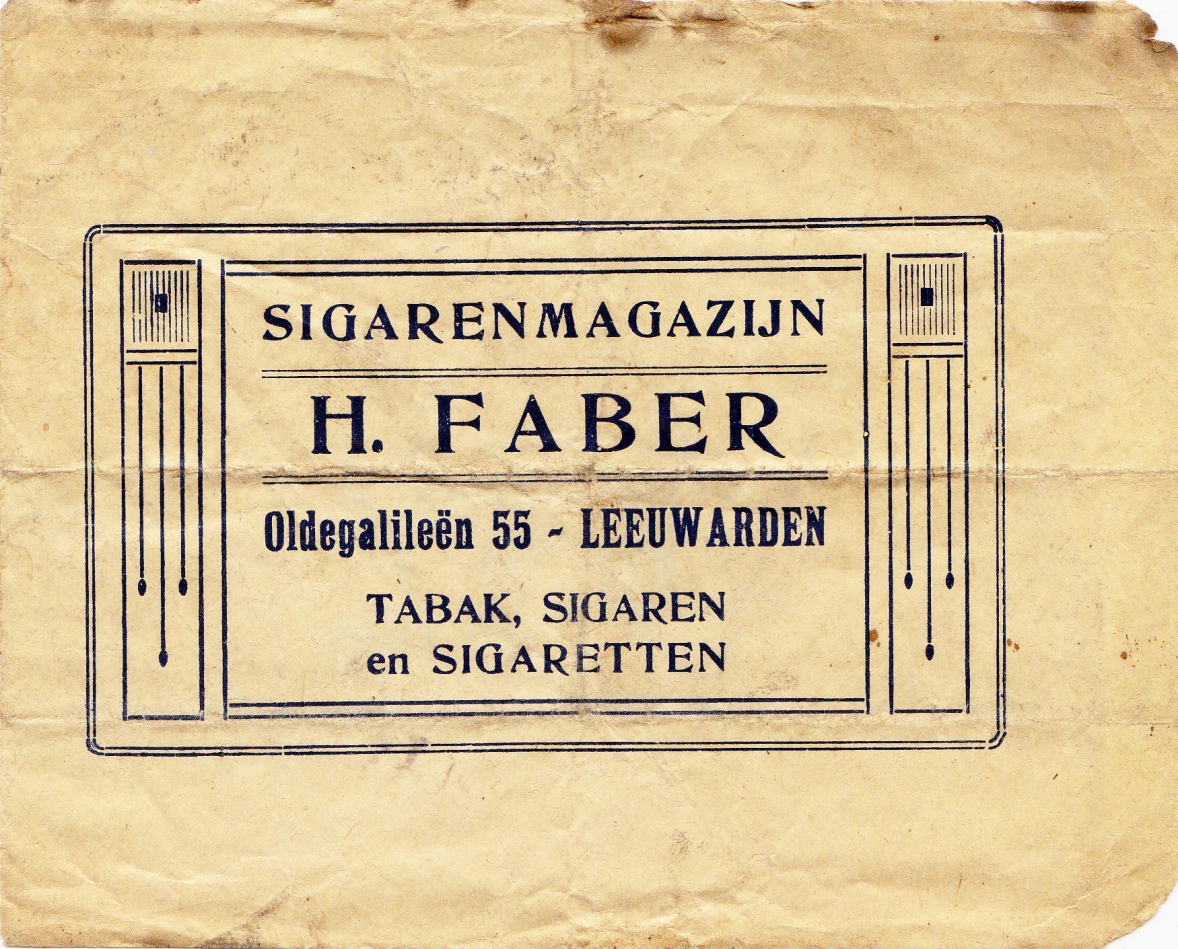 SIGARENMAGAZIJN
H. FABER
Oldegalileën 55 - LEEUWARDEN
TABAK, SIGAREN
en SIGARETTEN